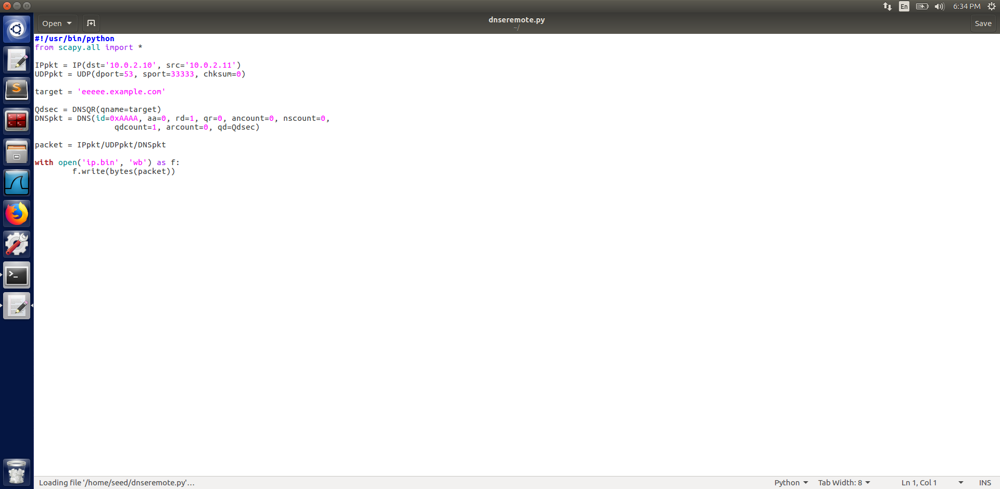 En
6:34 PM
Open
dnseremote.py
~/
Save
#!/usr/bin/python
from scapy.all import *
IPpkt = IP(dst='10.0.2.10', src='10.0.2.11')
UDPpkt = UDP(dport=53, sport=33333, chksum=0)
target = 'eeeee.example.com'
Qdsec = DNSQR(qname=target)
DNSpkt = DNS(id=0xAAAA, aa=0, rd=1, qr=0, ancount=0, nscount=0,
qdcount=1, arcount=0, qd=Qdsec)
packet = IPpkt/UDPpkt/DNSpkt
with open('ip.bin', 'wb') as f:
f.write(bytes(packet))
Loading file '/home/seed/dnseremote.py'…
Python
Tab Width: 8
Ln 1, Col 1
INS